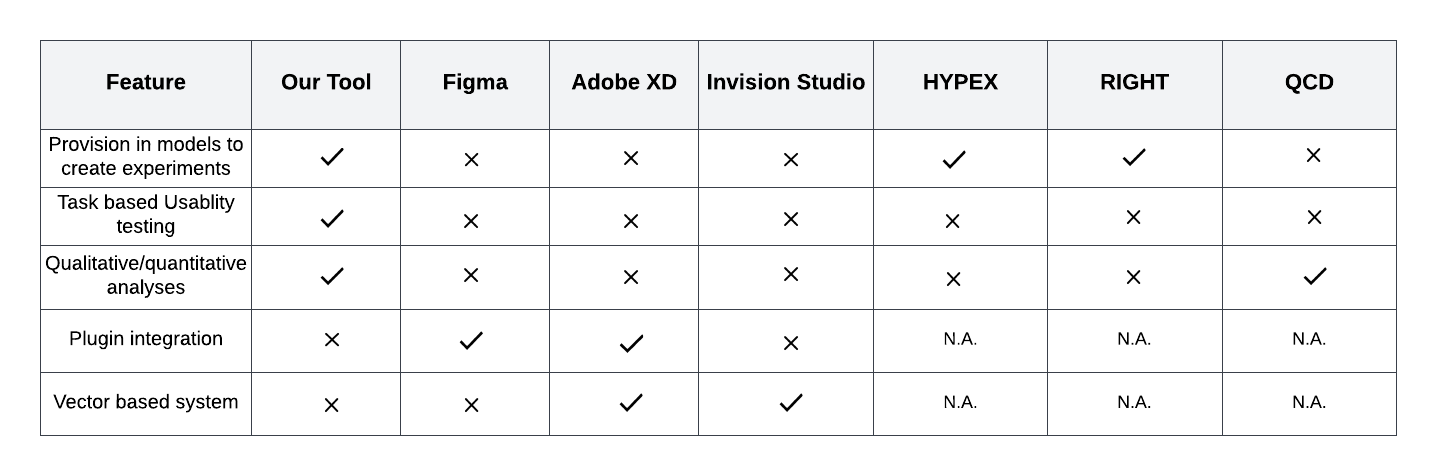 Feature Our Tool Figma Adobe XD Invision Studio HYPEX RIGHT QCD
Provision in models to
create experiments ✓ × × × ✓ ✓ ×
Task based Usablity
testing ✓ × × × × × ×
Qualitative/quantitative
analyses ✓ × × × × × ✓
Plugin integration × ✓ ✓ × N.A. N.A. N.A.
Vector based system × × ✓ ✓ N.A. N.A. N.A.